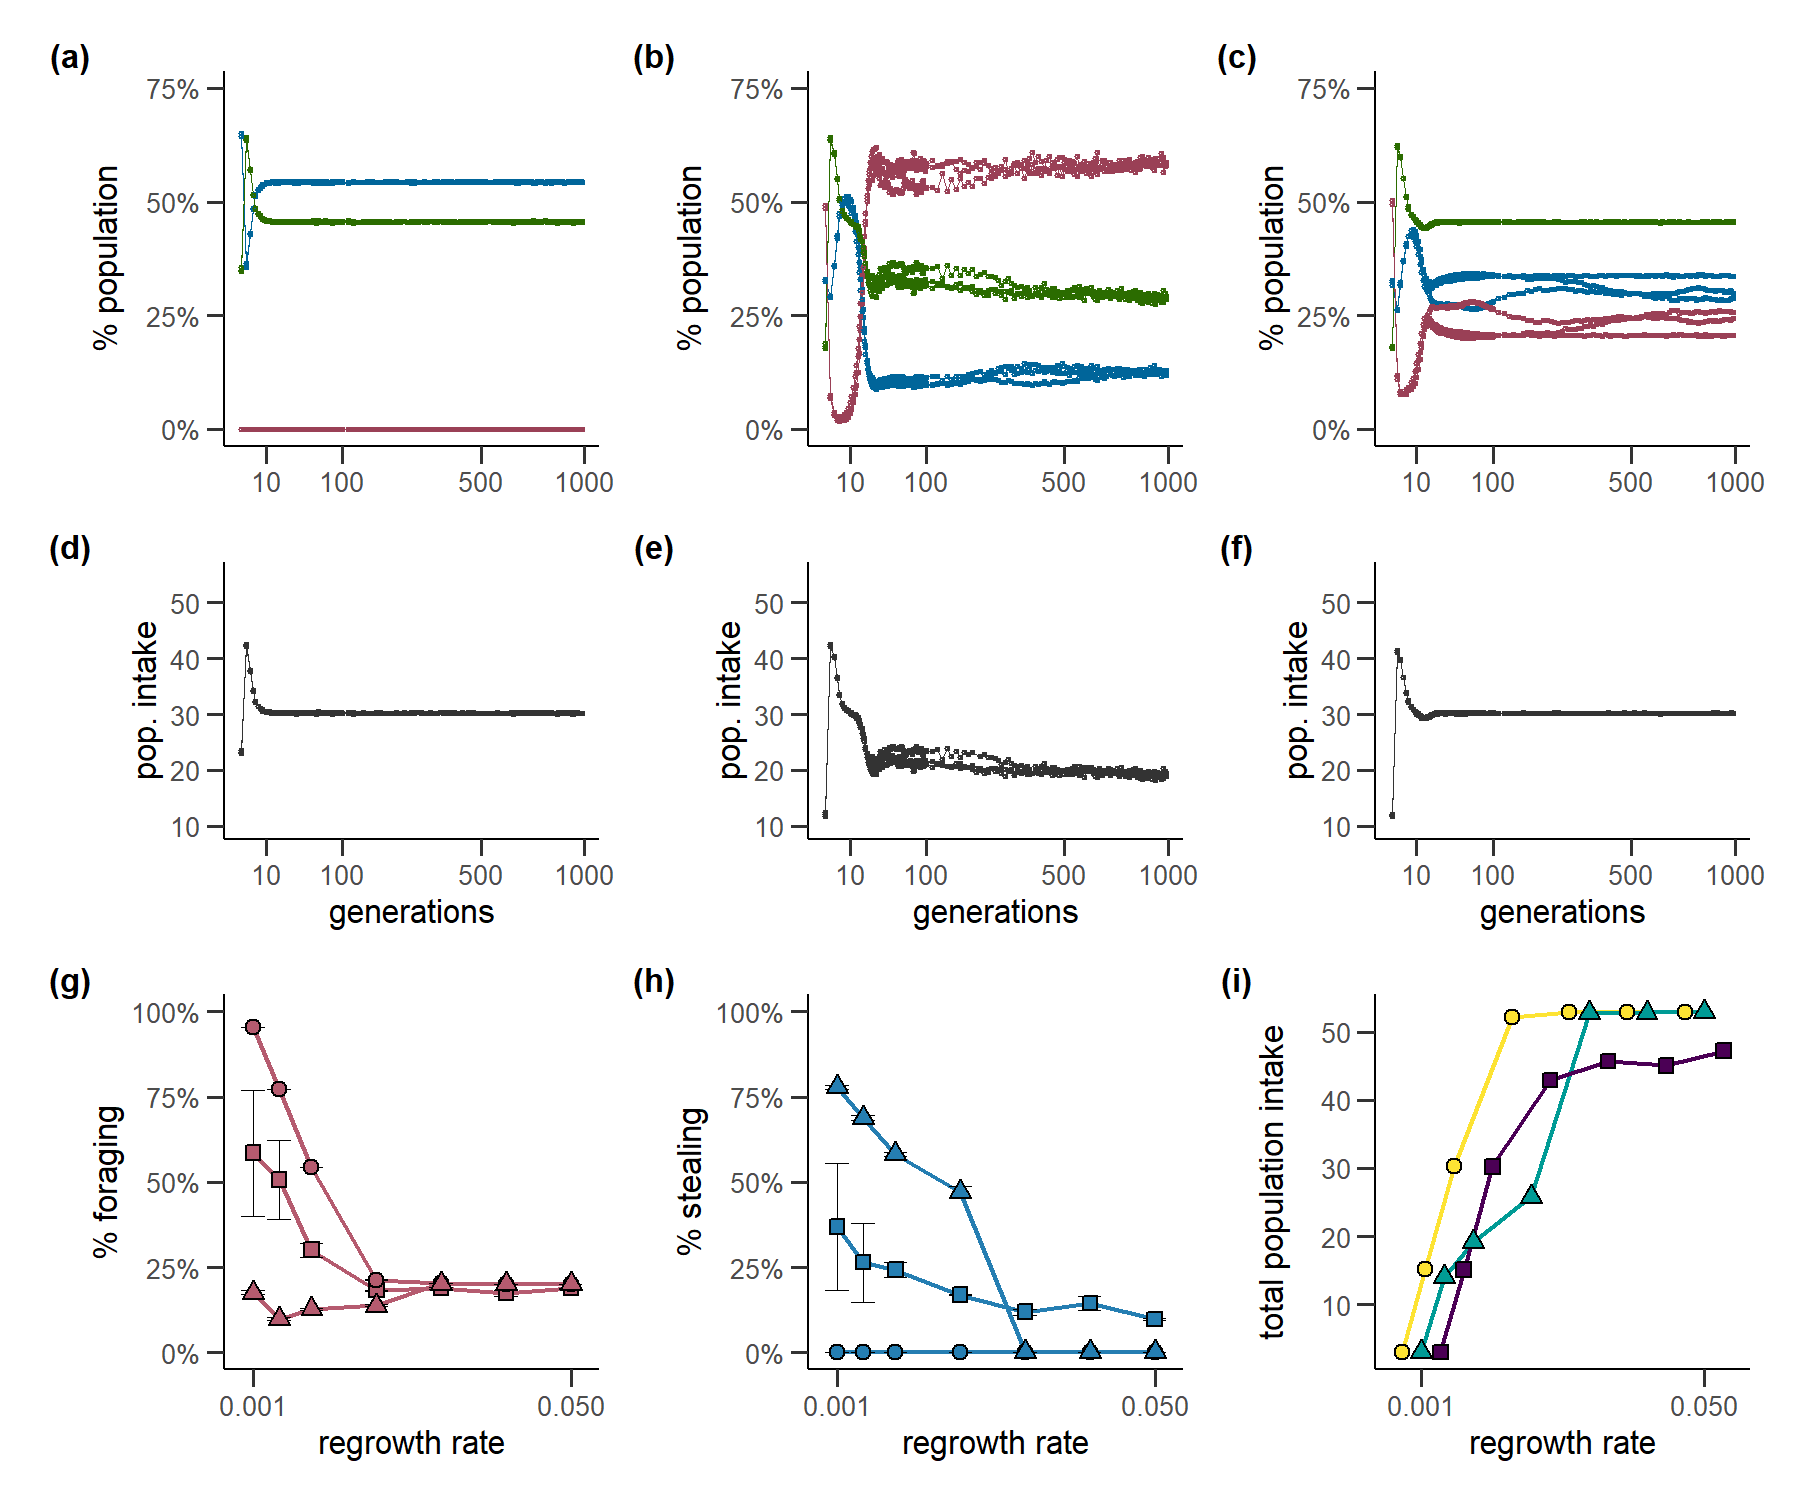 (a)
75%
50%
25%
0%
% population
10 100 500 1000
(b)
75%
50%
25%
0%
% population
10 100 500 1000
(c)
75%
50%
25%
0%
% population
10 100 500 1000
(d)
50
40
30
20
10
pop. intake
10 100 500 1000
generations
(e)
50
40
30
20
10
pop. intake
10 100 500 1000
generations
(f)
50
40
30
20
10
pop. intake
10 100 500 1000
generations
(g)
100%
75%
50%
25%
0%
% foraging
0.001 0.050
regrowth rate
(h)
100%
75%
50%
25%
0%
% stealing
0.001 0.050
regrowth rate
(i)
50
40
30
20
10
total population intake
0.001 0.050
regrowth rate